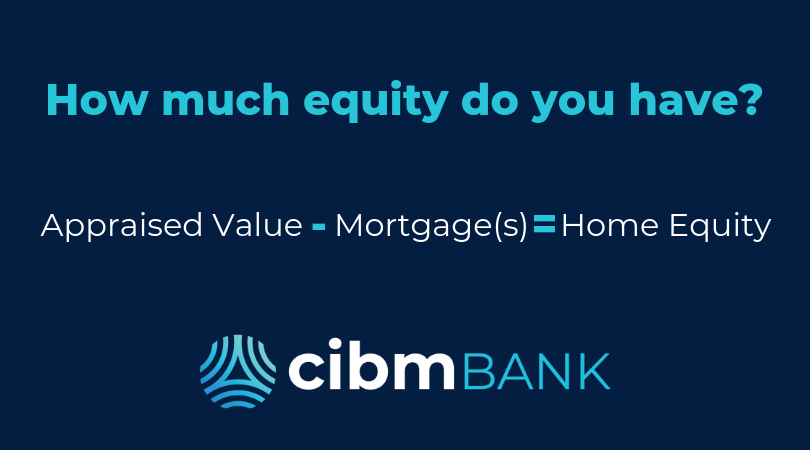 How much equity do you have?
Appraised Value - Mortgage(s) = Home Equity
cibm BANK